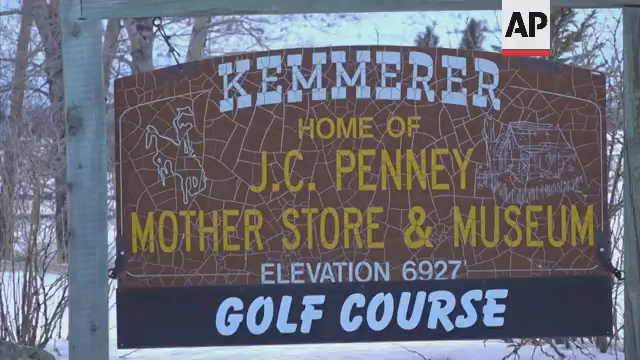 AP
KEMMERER
HOME OF
J.C. PENNEY
MOTHER STORE & MUSEUM
ELEVATION 6927'
GOLF COURSE